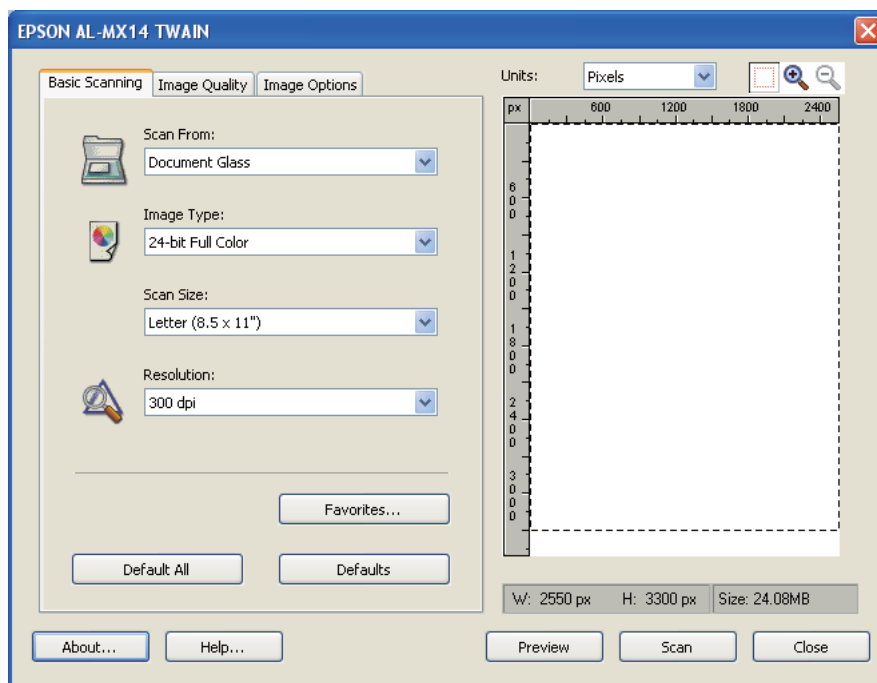 EPSON AL-MX14 TWAIN
Basic Scanning Image Quality Image Options
Scan From:
Document Glass
Image Type:
24-bit Full Color
Scan Size:
Letter (8.5 x 11")
Resolution:
300 dpi
Favorites...
Default All Defaults
Units: Pixels
px 600 1200 1800 2400
600
1200
1800
2400
3000
W: 2550 px H: 3300 px Size: 24.08MB
About... Help... Preview Scan Close